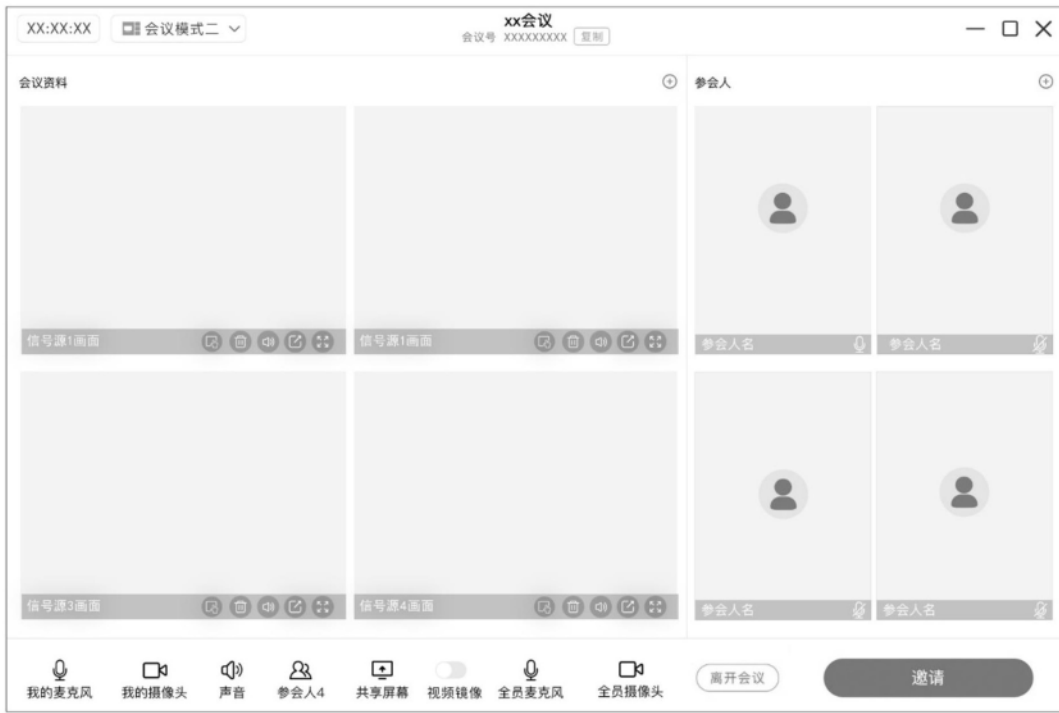 XX:XX:XX 会议模式二 xx会议
会议号 XXXXXXXXX 复制
会议资料 参会人
信号源1画面 信号源1画面 参会人名 参会人名
信号源3画面 信号源4画面 参会人名 参会人名
我的麦克风 我的摄像头 声音 参会人4 共享屏幕 视频镜像 全员麦克风 全员摄像头 离开会议 邀请